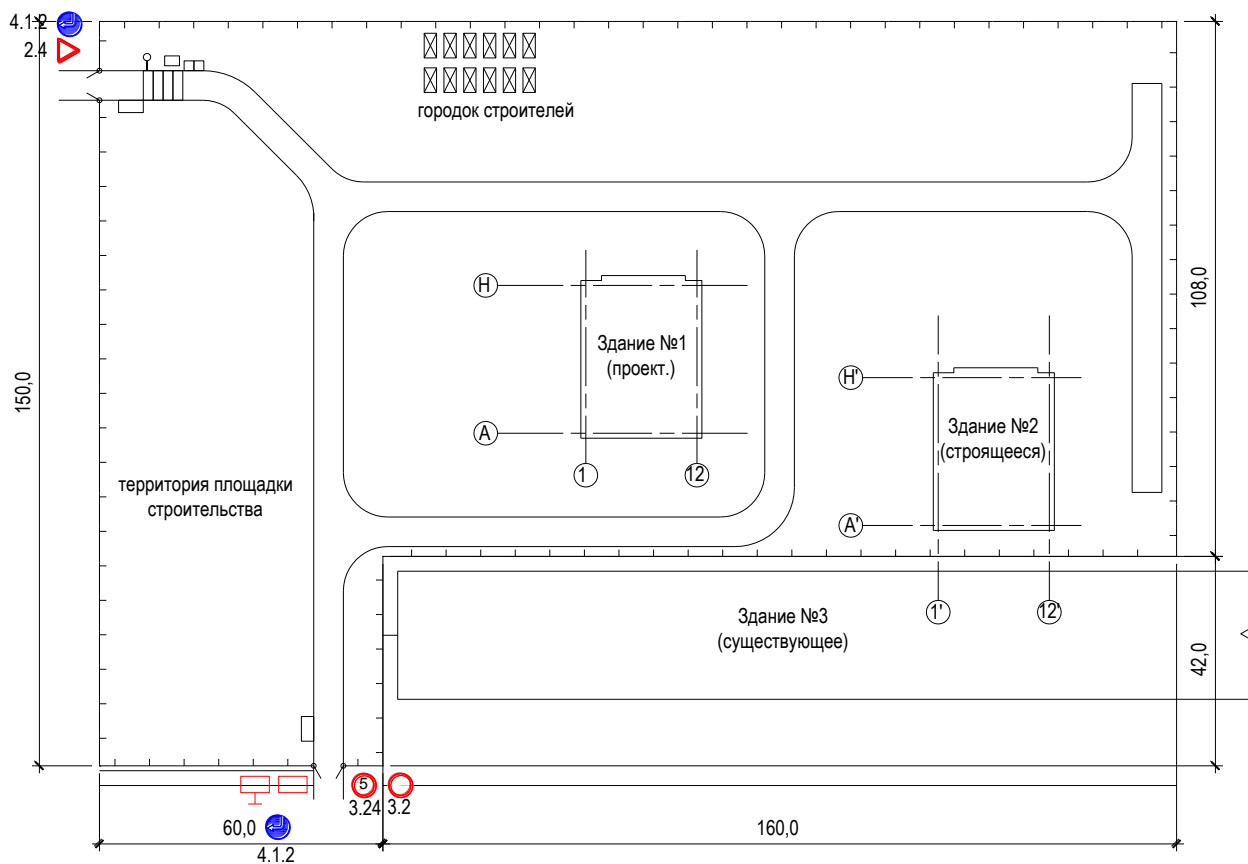 4.1.2
2.4
городок строителей
108,0
Н
Здание №1
(проект.)
Н'
150,0
А
Здание №2
(строящееся)
1
12
территория площадки
строительства
А'
Здание №3
(существующее)
1'
12'
42,0
5
3.24
3.2
60,0
160,0
4.1.2